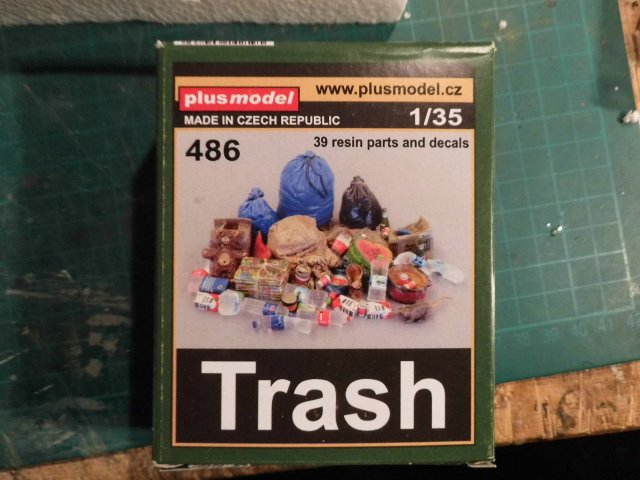 www.plusmodel.cz
plusmodel
MADE IN CZECH REPUBLIC
1/35
39 resin parts and decals
486
Trash